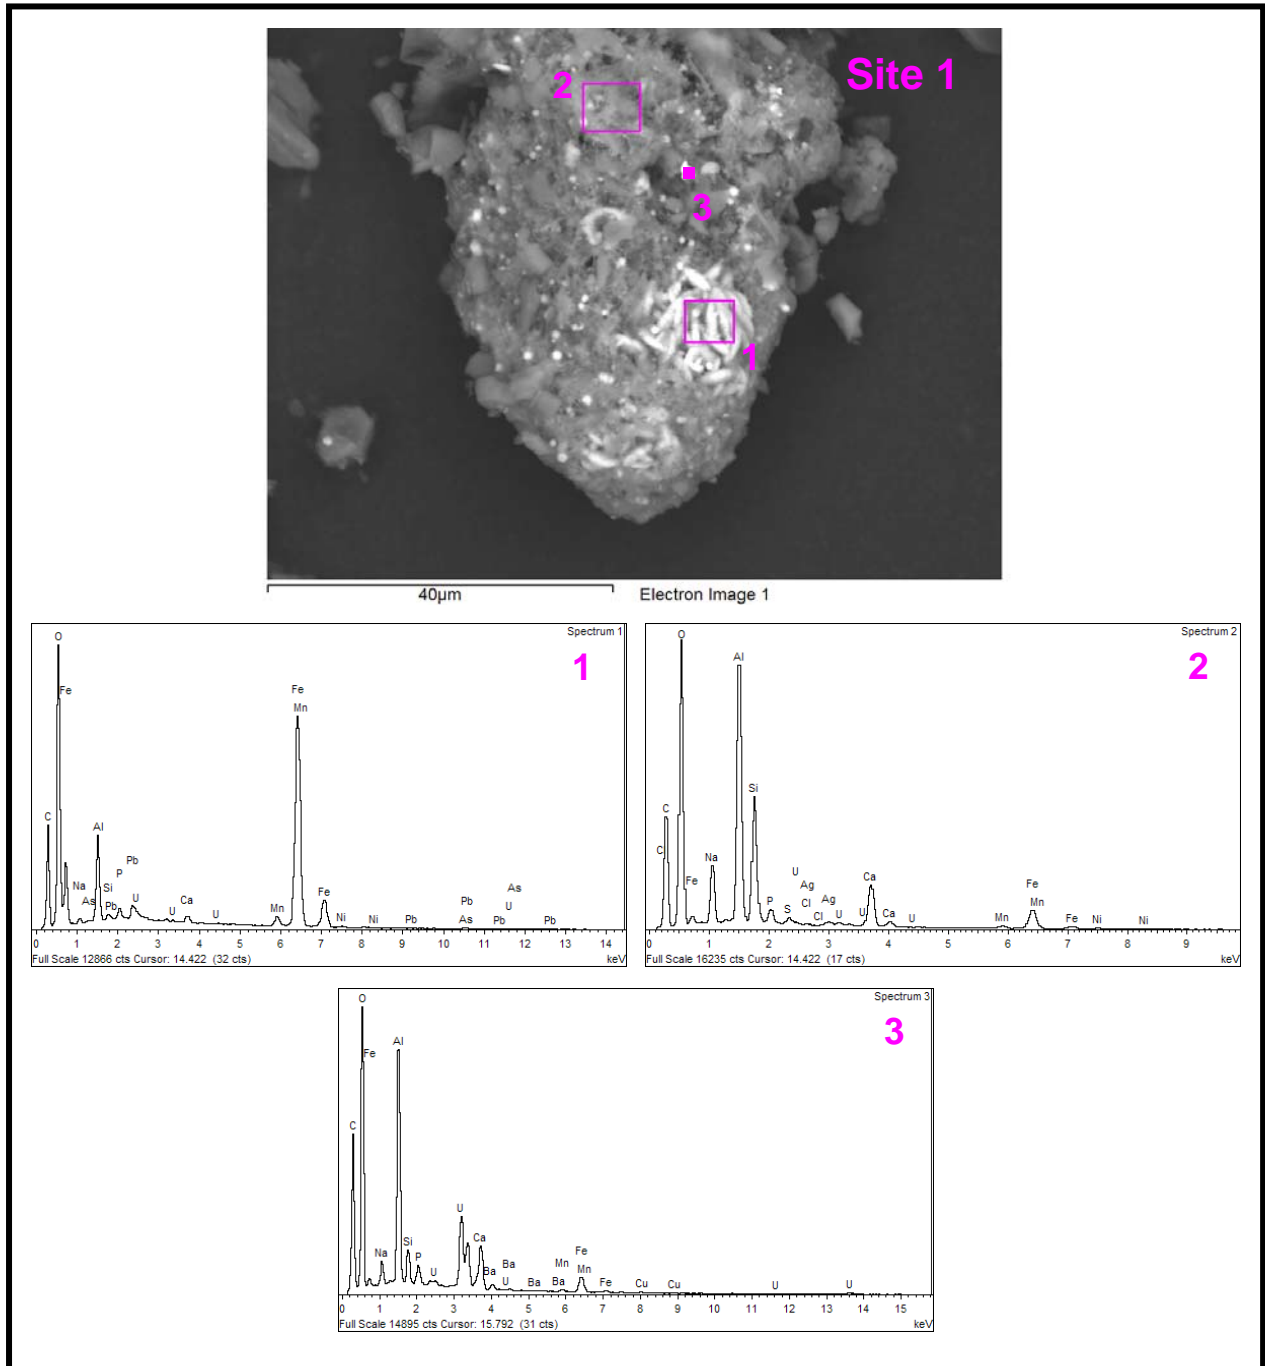 Site 1
2
3
1
40µm Electron Image 1
Spectrum 1
1
O
Fe
Fe
Mn
C
Al
Pb
P
Na
Si
As
Pb
U
U
Ca
U
Mn
Fe
Ni
Ni
Pb
Pb
As
As
U
Pb
Pb
0 1 2 3 4 5 6 7 8 9 10 11 12 13 14
Full Scale 12866 cts Cursor: 14.422 (32 cts) keV
Spectrum 2
2
O
Al
Si
C
C
Fe
Na
P
S
U
Ag
Cl
Ag
Cl
U
U
Ca
Ca
U
Mn
Fe
Mn
Fe
Ni
Ni
0 1 2 3 4 5 6 7 8 9
Full Scale 16235 cts Cursor: 14.422 (17 cts) keV
Spectrum 3
3
O
Fe
Al
C
Na
Si
P
U
U
Ca
Ba
Ba
U
Ba
Mn
Ba
Fe
Mn
Fe
Cu
Cu
U
U
0 1 2 3 4 5 6 7 8 9 10 11 12 13 14 15
Full Scale 14895 cts Cursor: 15.792 (31 cts) keV